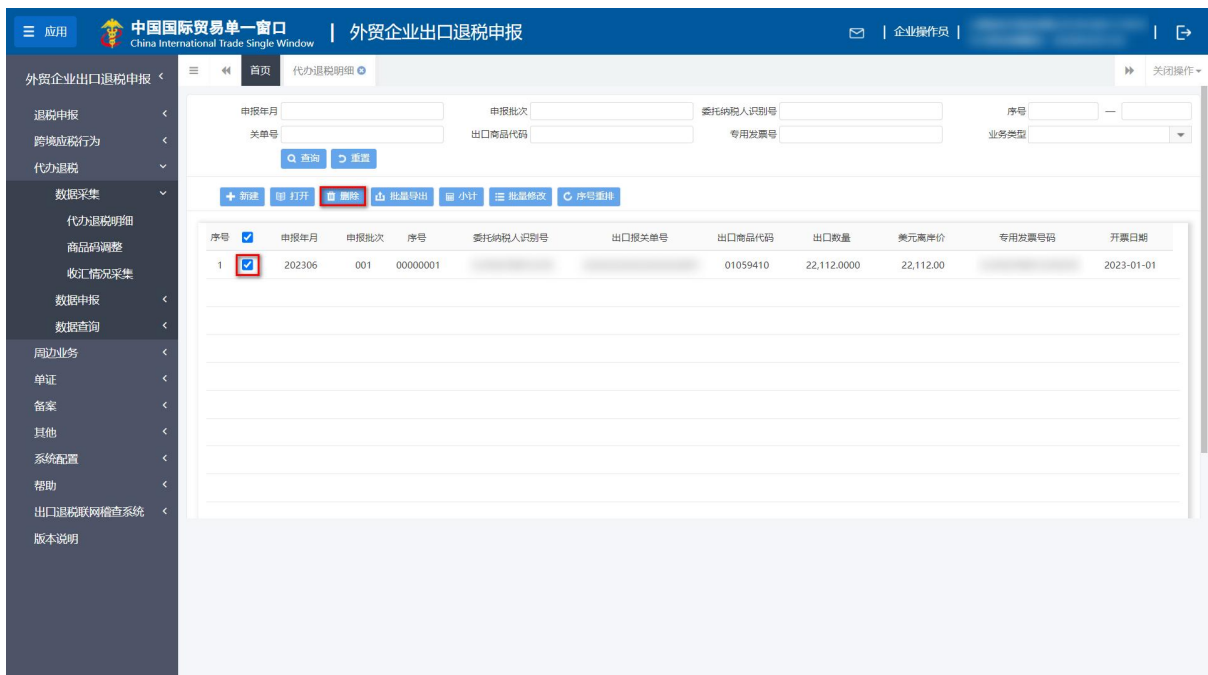 应用 中国国际贸易单一窗口 外贸企业出口退税申报 企业操作员
China International Trade Single Window
外贸企业出口退税申报
退税申报
跨境应税行为
代办退税
数据采集
代办退税明细
商品码调整
收汇情况采集
数据申报
数据查询
周边业务
单证
备案
其他
系统配置
帮助
出口退税联网稽查系统
版本说明
首页 代办退税明细 关闭操作
申报年月 申报批次 委托纳税人识别号 序号 —
关单号 出口商品代码 专用发票号 业务类型
查询 重置
新建 打开 删除 批量导出 小计 批量修改 序号重排
序号 申报年月 申报批次 序号 委托纳税人识别号 出口报关单号 出口商品代码 出口数量 美元离岸价 专用发票号码 开票日期
1 202306 001 00000001 01059410 22,112.0000 22,112.00 2023-01-01